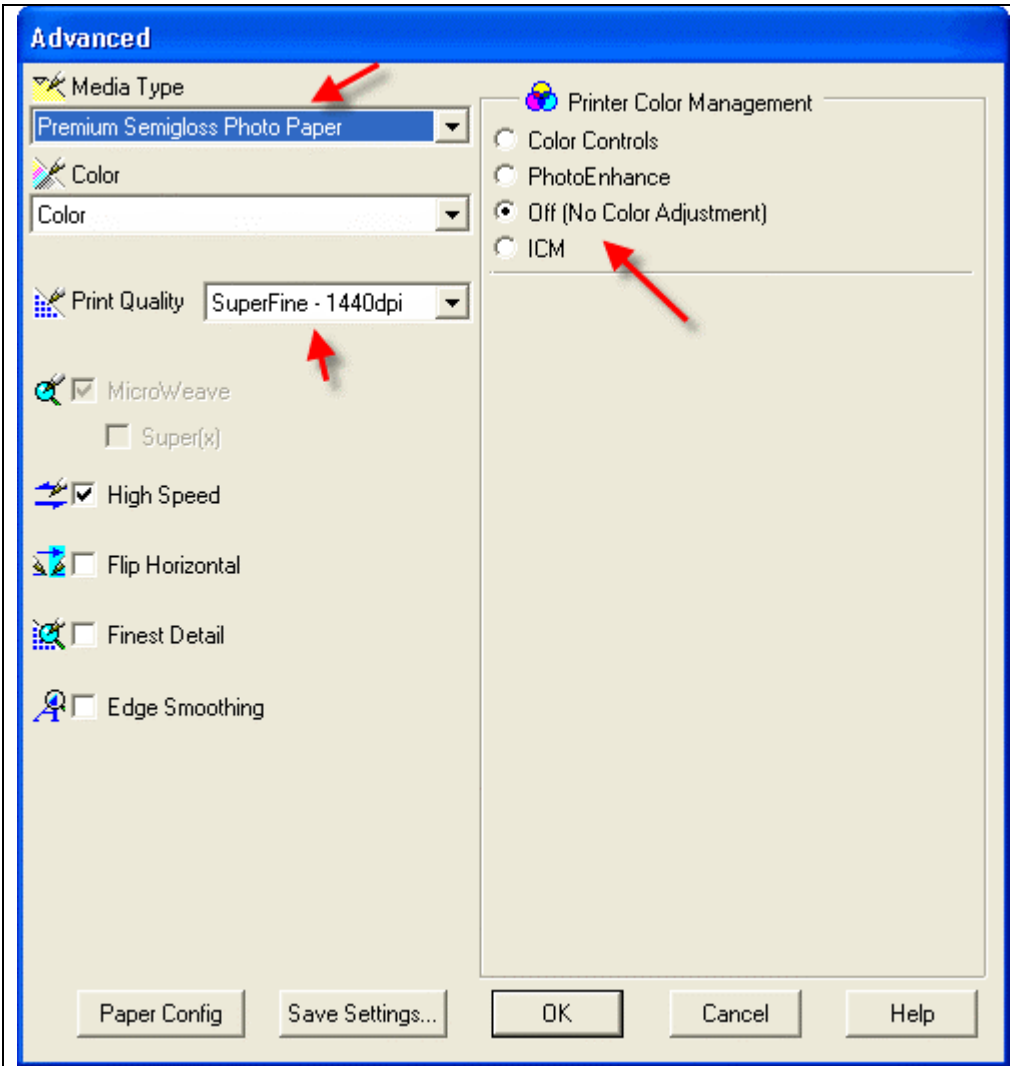 Advanced
Media Type
Premium Semigloss Photo Paper
Color
Color
Print Quality SuperFine - 1440dpi
MicroWeave
Super(x)
High Speed
Flip Horizontal
Finest Detail
Edge Smoothing
Printer Color Management
Color Controls
PhotoEnhance
Off (No Color Adjustment)
ICM
Paper Config Save Settings... OK Cancel Help